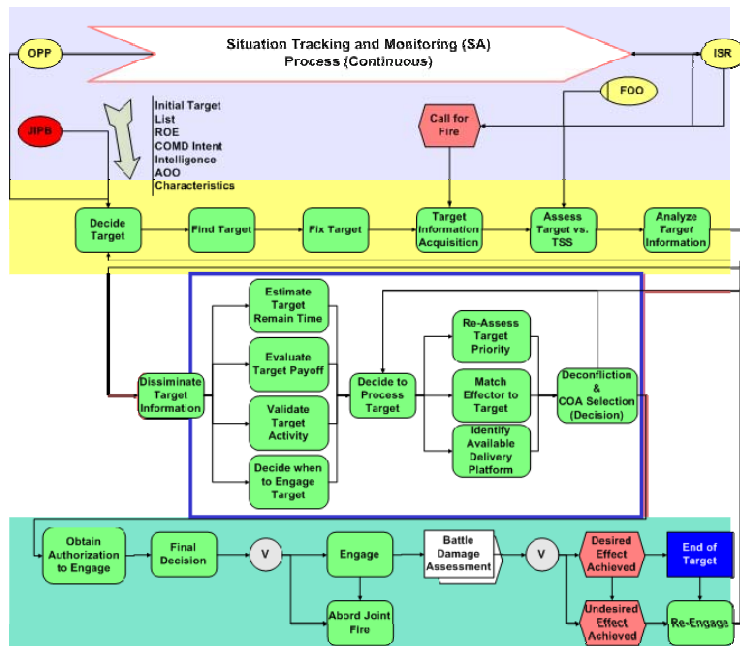 Situation Tracking and Monitoring (SA)
Process (Continuous)
OPP
ISR
FOO
JIPB
Initial Target
List
ROE
COMD Intent
Intelligence
AOO
Characteristics
Call for
Fire
Decide
Target
Find Target
Fix Target
Target
Information
Acquisition
Assess
Target vs.
TSS
Analyze
Target
Information
Estimate
Target
Remain Time
Evaluate
Target Payoff
Validate
Target
Activity
Decide when
to Engage
Target
Dissiminate
Target
Information
Decide to
Process
Target
Re-Assess
Target
Priority
Match
Effector to
Target
Identify
Available
Delivery
Platform
Deconfliction
&
COA Selection
(Decision)
Obtain
Authorization
to Engage
Final
Decision
V
Engage
Abord Joint
Fire
Battle
Damage
Assessment
V
Desired
Effect
Achieved
Undesired
Effect
Achieved
End of
Target
Re-Engage